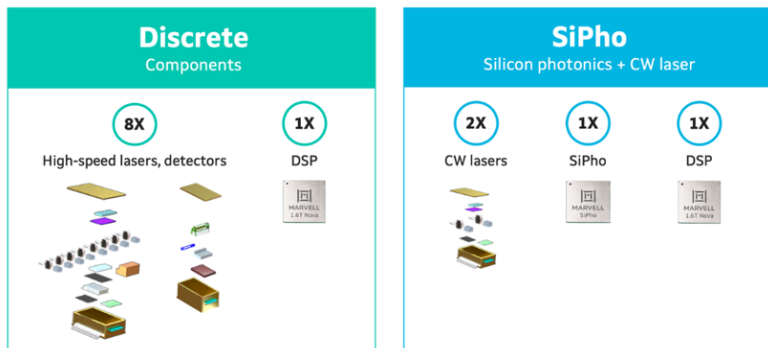 Discrete
Components
8X
High-speed lasers, detectors
1X
DSP
MARVELL
1.6T Nova
SiPho
Silicon photonics + CW laser
2X
CW lasers
1X
SiPho
MARVELL
SiPho
1X
DSP
MARVELL
1.6T Nova